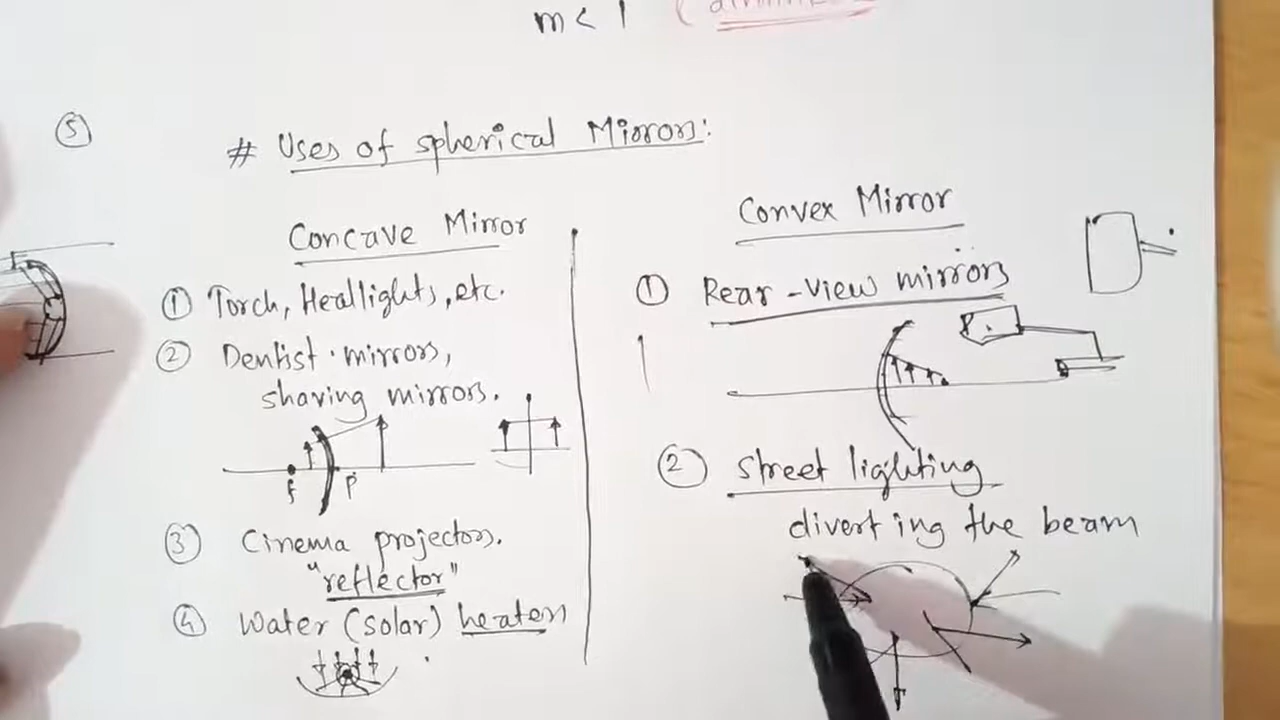 m < 1
5
# Uses of spherical Mirrors:
Concave Mirror
1 Torch, Headlights, etc.
2 Dentist mirrors,
shaving mirrors.
F P
3 Cinema projectors.
"reflector"
4 Water (solar) heaters
Convex Mirror
1 Rear-view mirrors
2 street lighting
diverting the beam